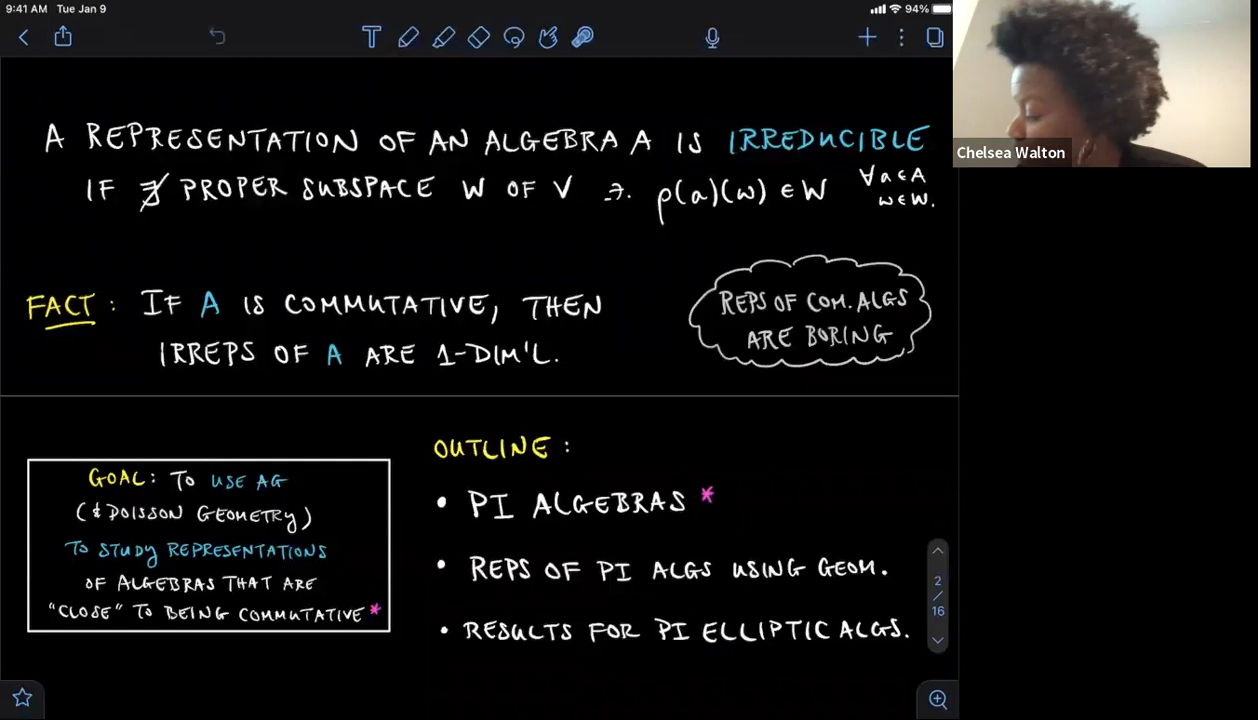 9:41 AM Tue Jan 9
94%
A REPRESENTATION OF AN ALGEBRA A IS IRREDUCIBLE
IF ∄ PROPER SUBSPACE W OF V ∋. ρ(a)(w) ∈ W ∀a∈A
w∈W.
FACT: IF A IS COMMUTATIVE, THEN
IRREPS OF A ARE 1-DIM'L.
REPS OF COM. ALGS
ARE BORING
GOAL: TO USE AG
(& POISSON GEOMETRY)
TO STUDY REPRESENTATIONS
OF ALGEBRAS THAT ARE
"CLOSE" TO BEING COMMUTATIVE *
OUTLINE:
• PI ALGEBRAS *
• REPS OF PI ALGS USING GEOM.
• RESULTS FOR PI ELLIPTIC ALGS.
2
/
16
Chelsea Walton